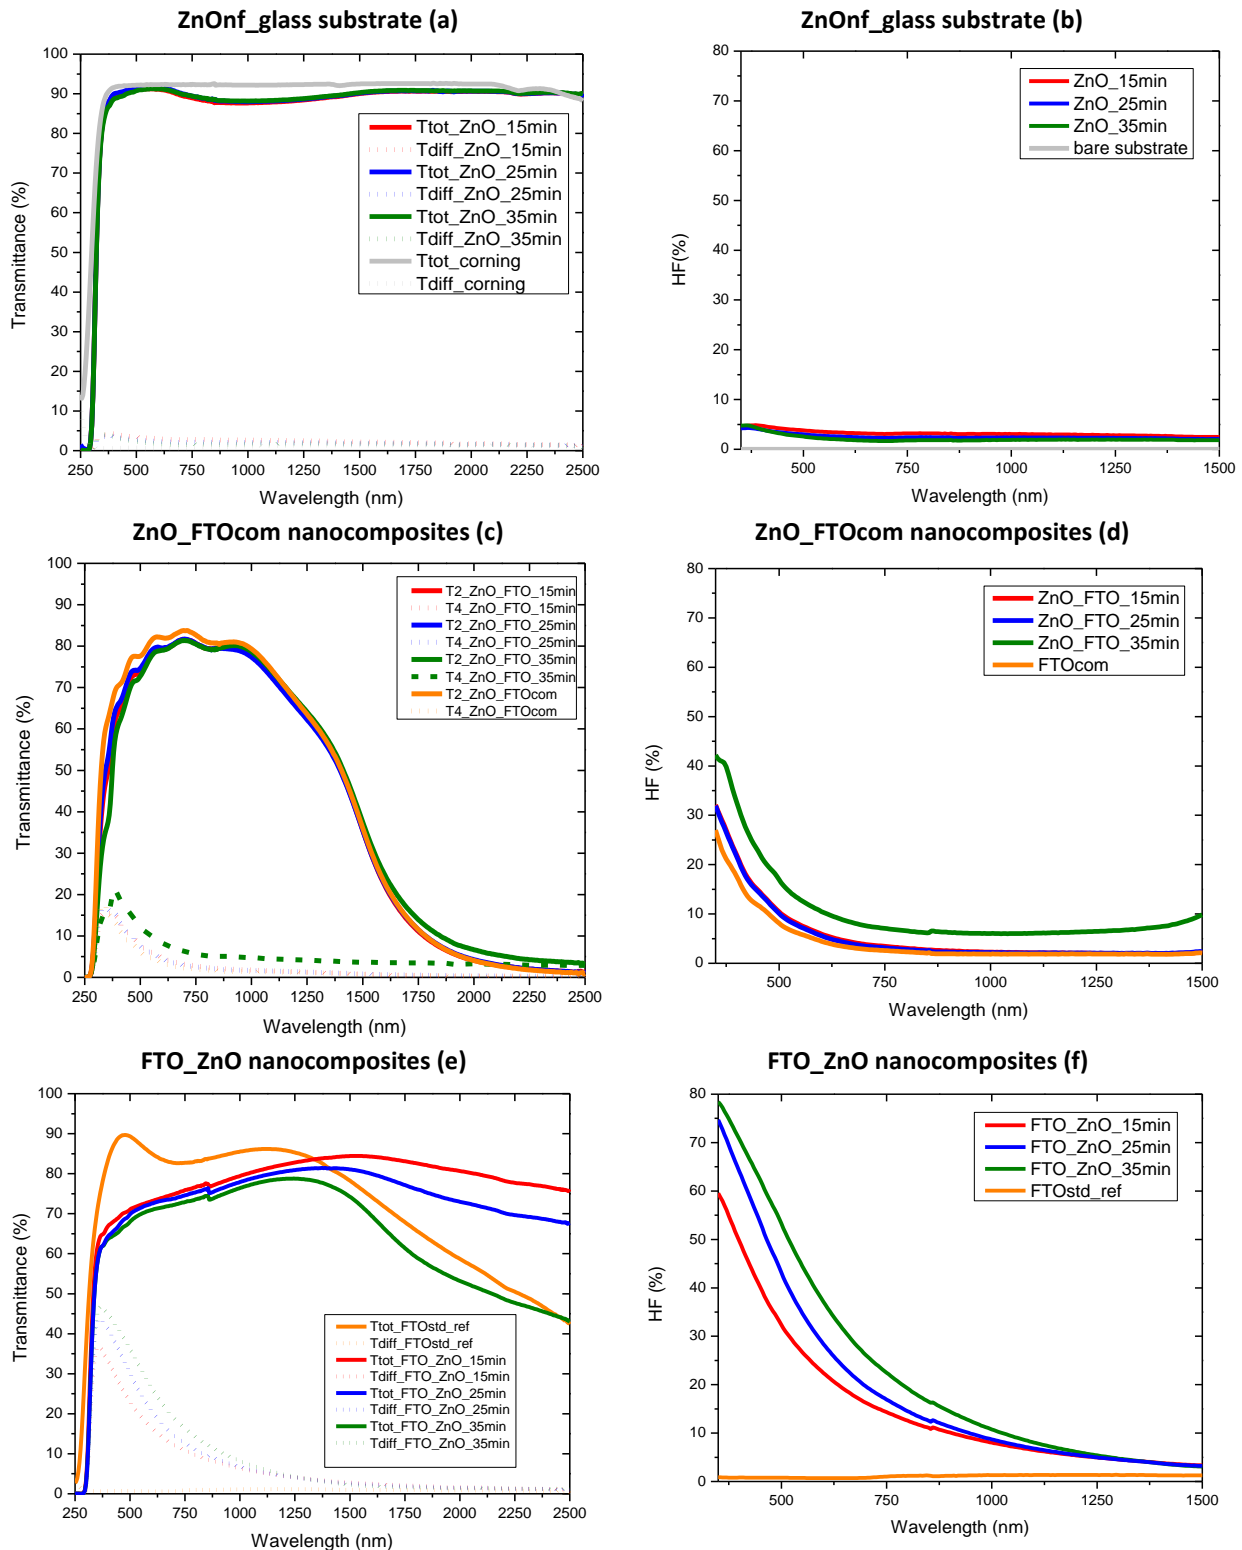 ZnOnf_glass substrate (a)
100
90
80
70
60
50
40
30
20
10
0
250 500 750 1000 1250 1500 1750 2000 2250 2500
Transmittance (%)
Wavelength (nm)
Ttot_ZnO_15min
Tdiff_ZnO_15min
Ttot_ZnO_25min
Tdiff_ZnO_25min
Ttot_ZnO_35min
Tdiff_ZnO_35min
Ttot_corning
Tdiff_corning
ZnOnf_glass substrate (b)
80
70
60
50
40
30
20
10
0
500 750 1000 1250 1500
HF(%)
Wavelength (nm)
ZnO_15min
ZnO_25min
ZnO_35min
bare substrate
ZnO_FTOcom nanocomposites (c)
100
90
80
70
60
50
40
30
20
10
0
250 500 750 1000 1250 1500 1750 2000 2250 2500
Transmittance (%)
Wavelength (nm)
T2_ZnO_FTO_15min
T4_ZnO_FTO_15min
T2_ZnO_FTO_25min
T4_ZnO_FTO_25min
T2_ZnO_FTO_35min
T4_ZnO_FTO_35min
T2_ZnO_FTOcom
T4_ZnO_FTOcom
ZnO_FTOcom nanocomposites (d)
80
70
60
50
40
30
20
10
0
500 750 1000 1250 1500
HF (%)
Wavelength (nm)
ZnO_FTO_15min
ZnO_FTO_25min
ZnO_FTO_35min
FTOcom
FTO_ZnO nanocomposites (e)
100
90
80
70
60
50
40
30
20
10
0
250 500 750 1000 1250 1500 1750 2000 2250 2500
Transmittance (%)
Wavelength (nm)
Ttot_FTOstd_ref
Tdiff_FTOstd_ref
Ttot_FTO_ZnO_15min
Tdiff_FTO_ZnO_15min
Ttot_FTO_ZnO_25min
Tdiff_FTO_ZnO_25min
Ttot_FTO_ZnO_35min
Tdiff_FTO_ZnO_35min
FTO_ZnO nanocomposites (f)
80
70
60
50
40
30
20
10
0
500 750 1000 1250 1500
HF (%)
Wavelength (nm)
FTO_ZnO_15min
FTO_ZnO_25min
FTO_ZnO_35min
FTOstd_ref